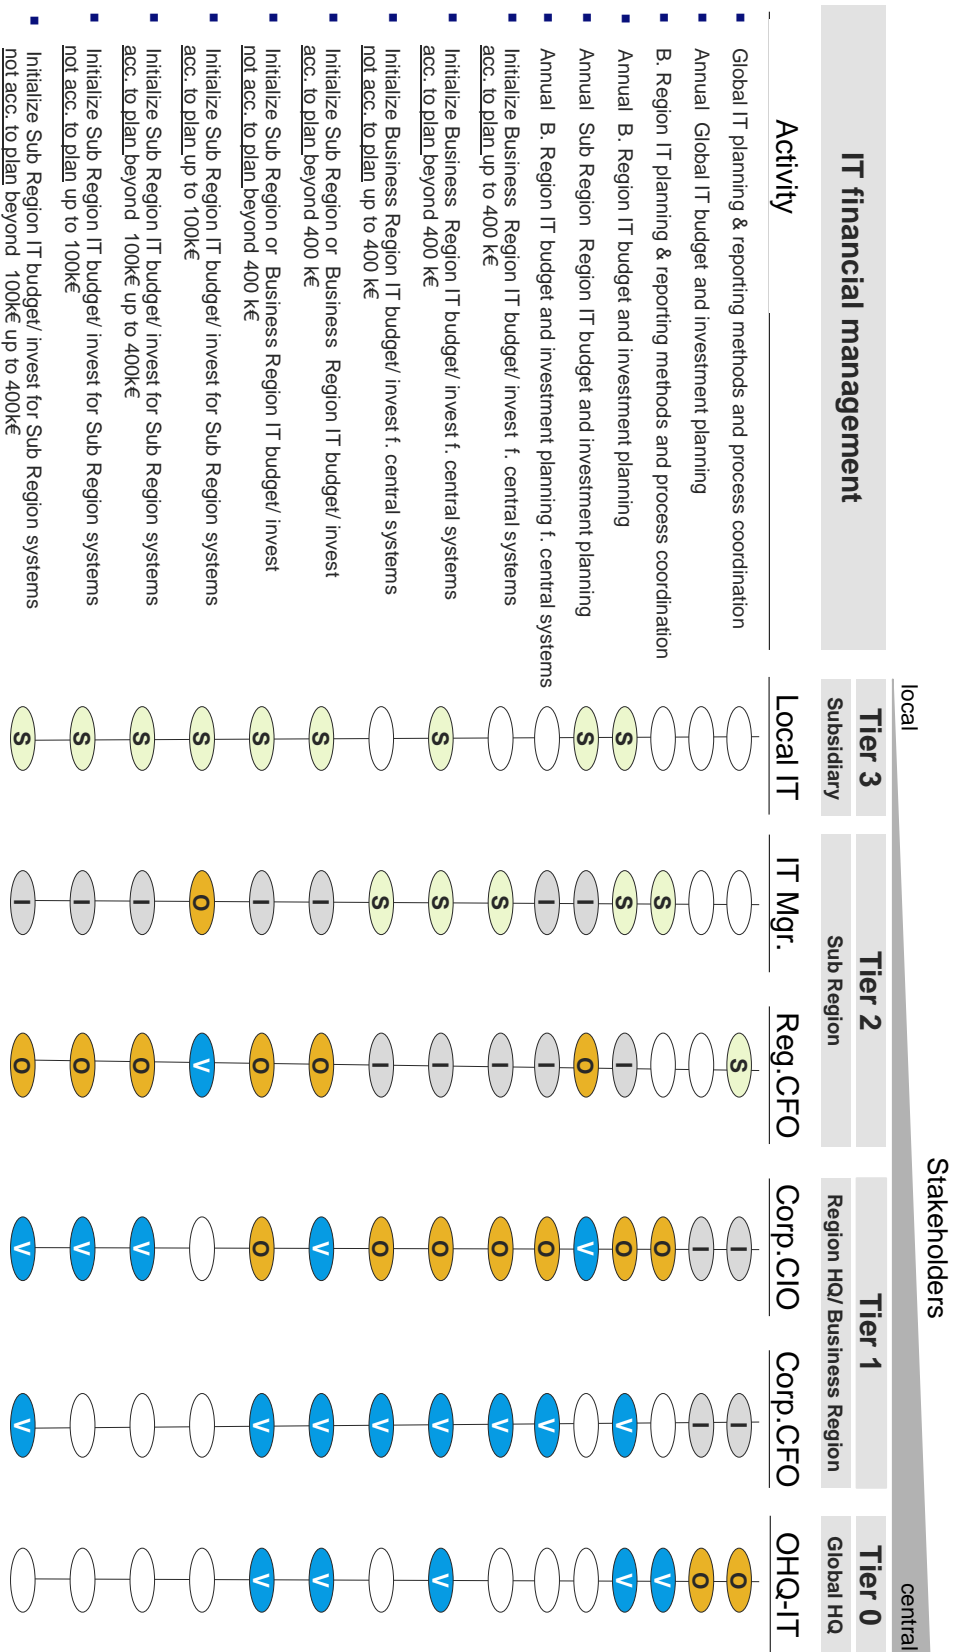 Stakeholders
local
central
IT financial management
Tier 3
Tier 2
Tier 1
Tier 0
Subsidiary
Sub Region
Region HQ/ Business Region
Global HQ
Activity
Local IT
IT Mgr.
Reg.CFO
Corp.CIO
Corp.CFO
OHQ-IT
Global IT planning & reporting methods and process coordination
S I I O
Annual Global IT budget and investment planning
I I O
B. Region IT planning & reporting methods and process coordination
S O V
Annual B. Region IT budget and investment planning
S S I O V V
Annual Sub Region IT budget and investment planning
S I O V
Annual B. Region IT budget and investment planning f. central systems
I I O V
Initialize Business Region IT budget/ invest f. central systems
acc. to plan up to 400 k€
S I O V
Initialize Business Region IT budget/ invest f. central systems
acc. to plan beyond 400 k€
S S I O V V
Initialize Business Region IT budget/ invest f. central systems
not acc. to plan up to 400 k€
S I O V
Initialize Sub Region or Business Region IT budget/ invest
acc. to plan beyond 400 k€
S I O V V V
Initialize Sub Region or Business Region IT budget/ invest
not acc. to plan beyond 400 k€
S I O O V V
Initialize Sub Region IT budget/ invest for Sub Region systems
acc. to plan up to 100k€
S O V
Initialize Sub Region IT budget/ invest for Sub Region systems
acc. to plan beyond 100k€ up to 400k€
S I O V
Initialize Sub Region IT budget/ invest for Sub Region systems
not acc. to plan up to 100k€
S I O V
Initialize Sub Region IT budget/ invest for Sub Region systems
not acc. to plan beyond 100k€ up to 400k€
S I O V V